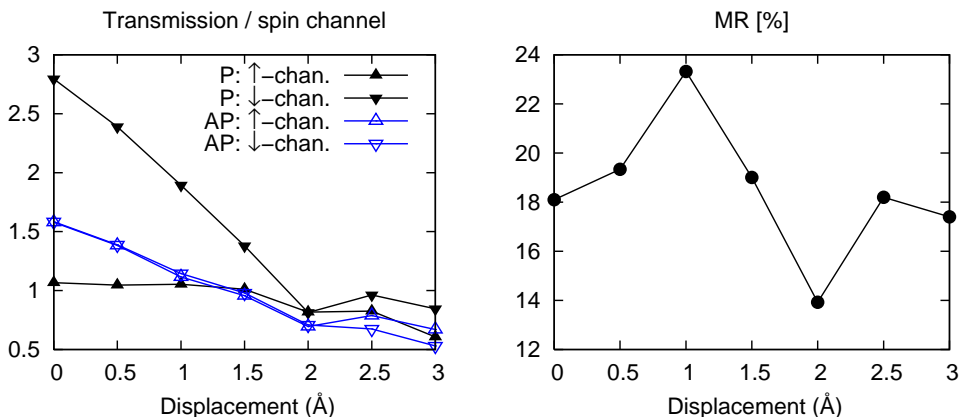 Transmission / spin channel
3
2.5
2
1.5
1
0.5
P: ↑−chan.
P: ↓−chan.
AP: ↑−chan.
AP: ↓−chan.
0 0.5 1 1.5 2 2.5 3
Displacement (Å)
MR [%]
24
22
20
18
16
14
12
0 0.5 1 1.5 2 2.5 3
Displacement (Å)